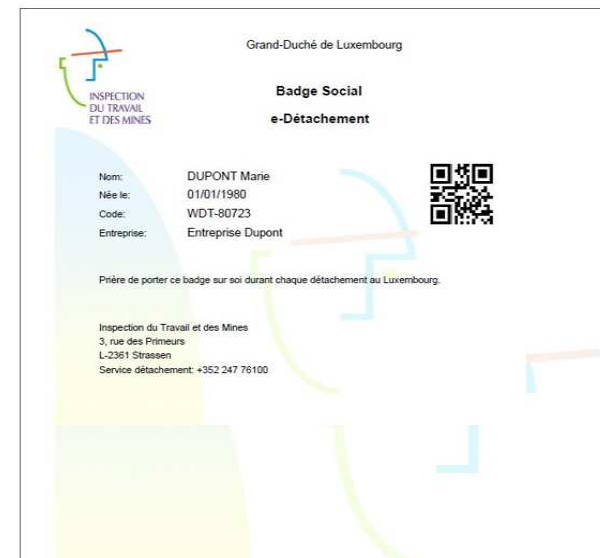 Grand-Duché de Luxembourg
INSPECTION
DU TRAVAIL
ET DES MINES
Badge Social
e-Détachement
Nom: DUPONT Marie
Née le: 01/01/1980
Code: WDT-80723
Entreprise: Entreprise Dupont
Prière de porter ce badge sur soi durant chaque détachement au Luxembourg.
Inspection du Travail et des Mines
3, rue des Primeurs
L-2361 Strassen
Service détachement: +352 247 76100